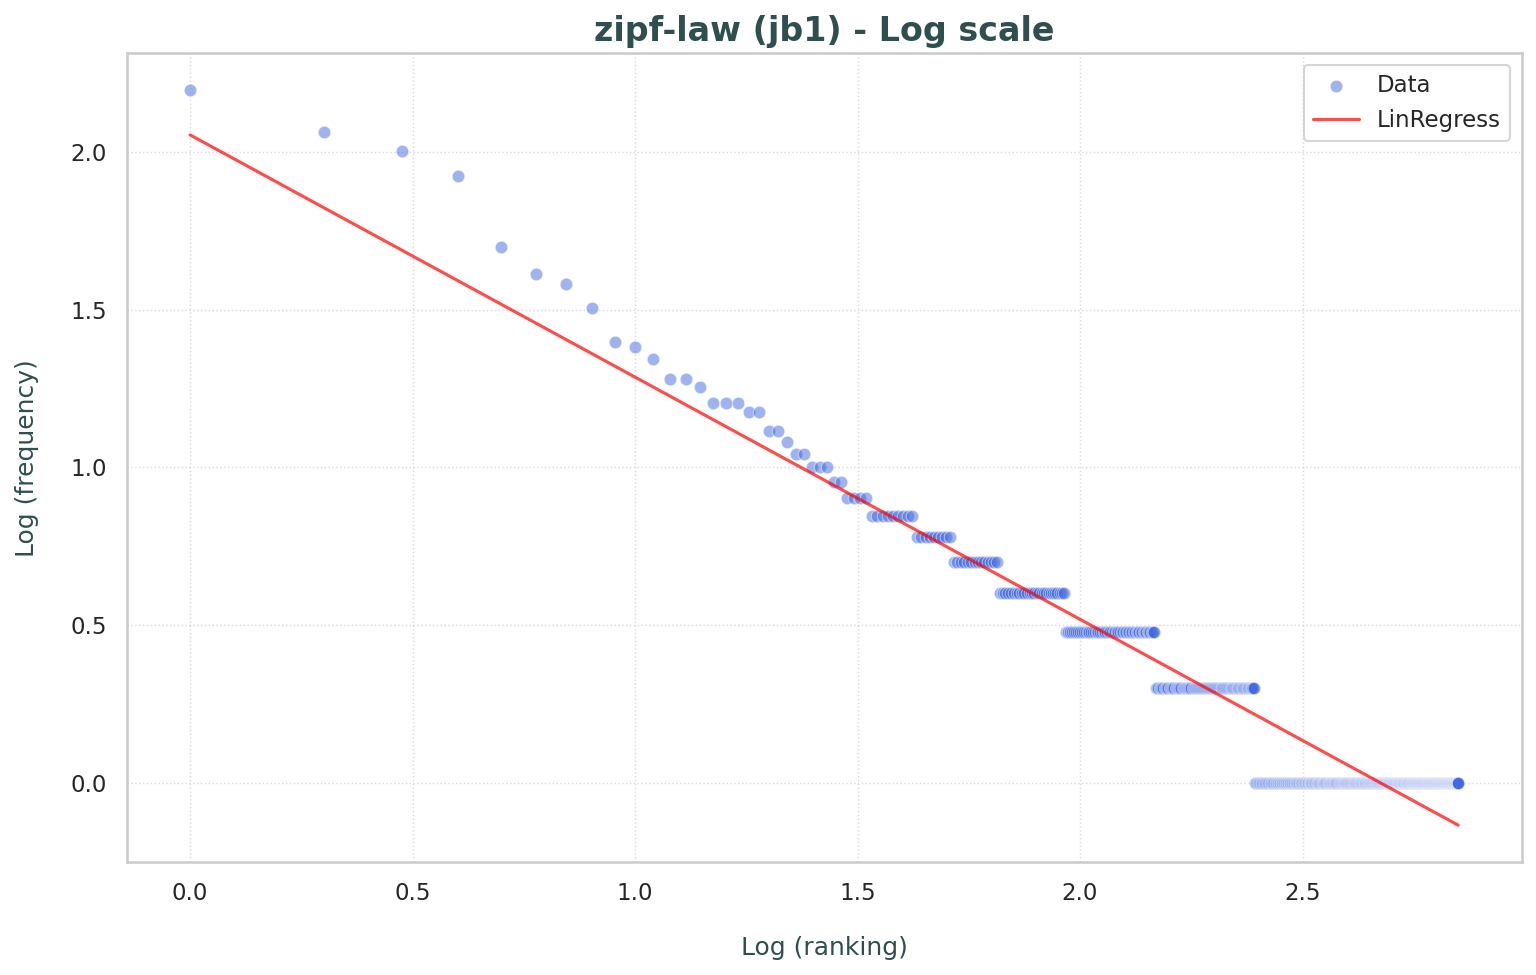 zipf-law (jb1) - Log scale
Data
LinRegress
2.0
1.5
1.0
0.5
0.0
Log (frequency)
0.0 0.5 1.0 1.5 2.0 2.5
Log (ranking)